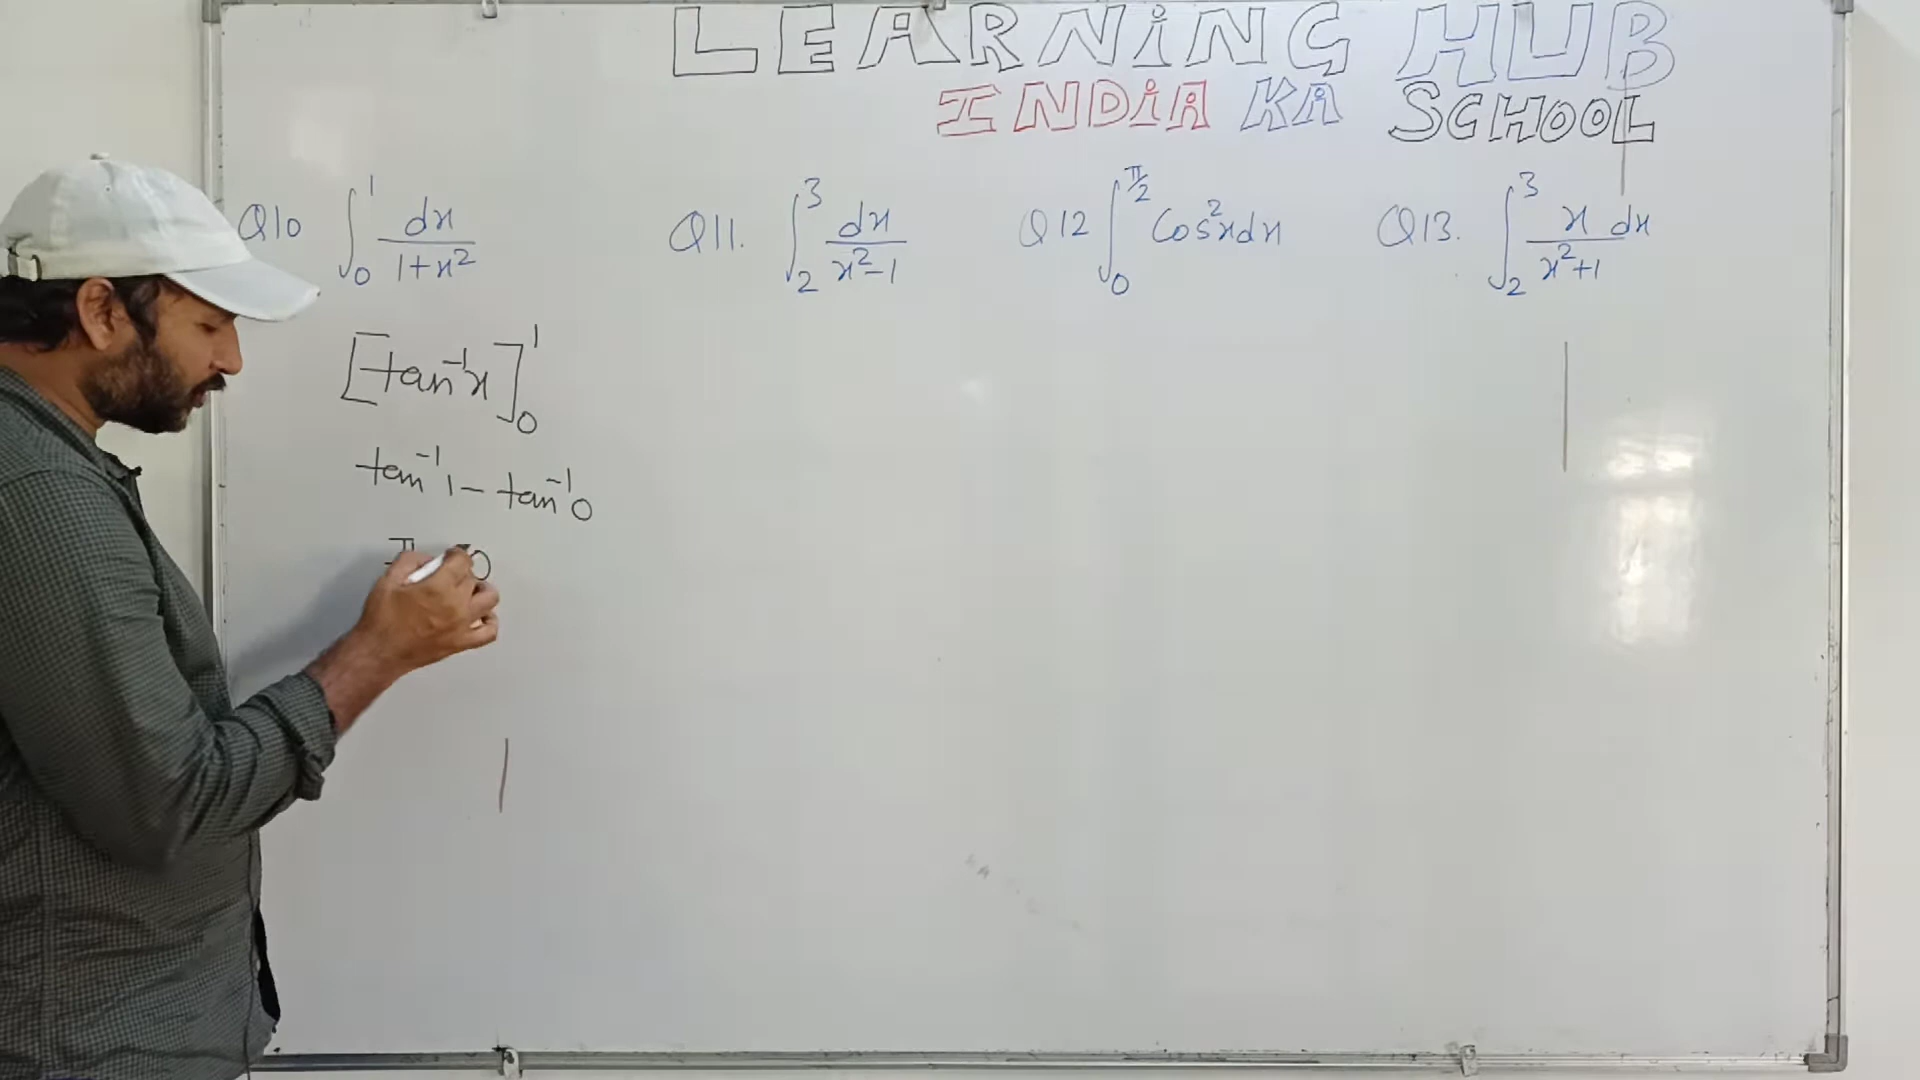 LEARNING HUB
INDIA KA SCHOOL
Q10 ∫₀¹ dx/(1+x²)
Q11. ∫₂³ dx/(x²-1)
Q12 ∫₀^(π/2) Cos²x dx
Q13. ∫₂³ x dx/(x²+1)
[tan⁻¹x]₀¹
tan⁻¹1 - tan⁻¹0
0